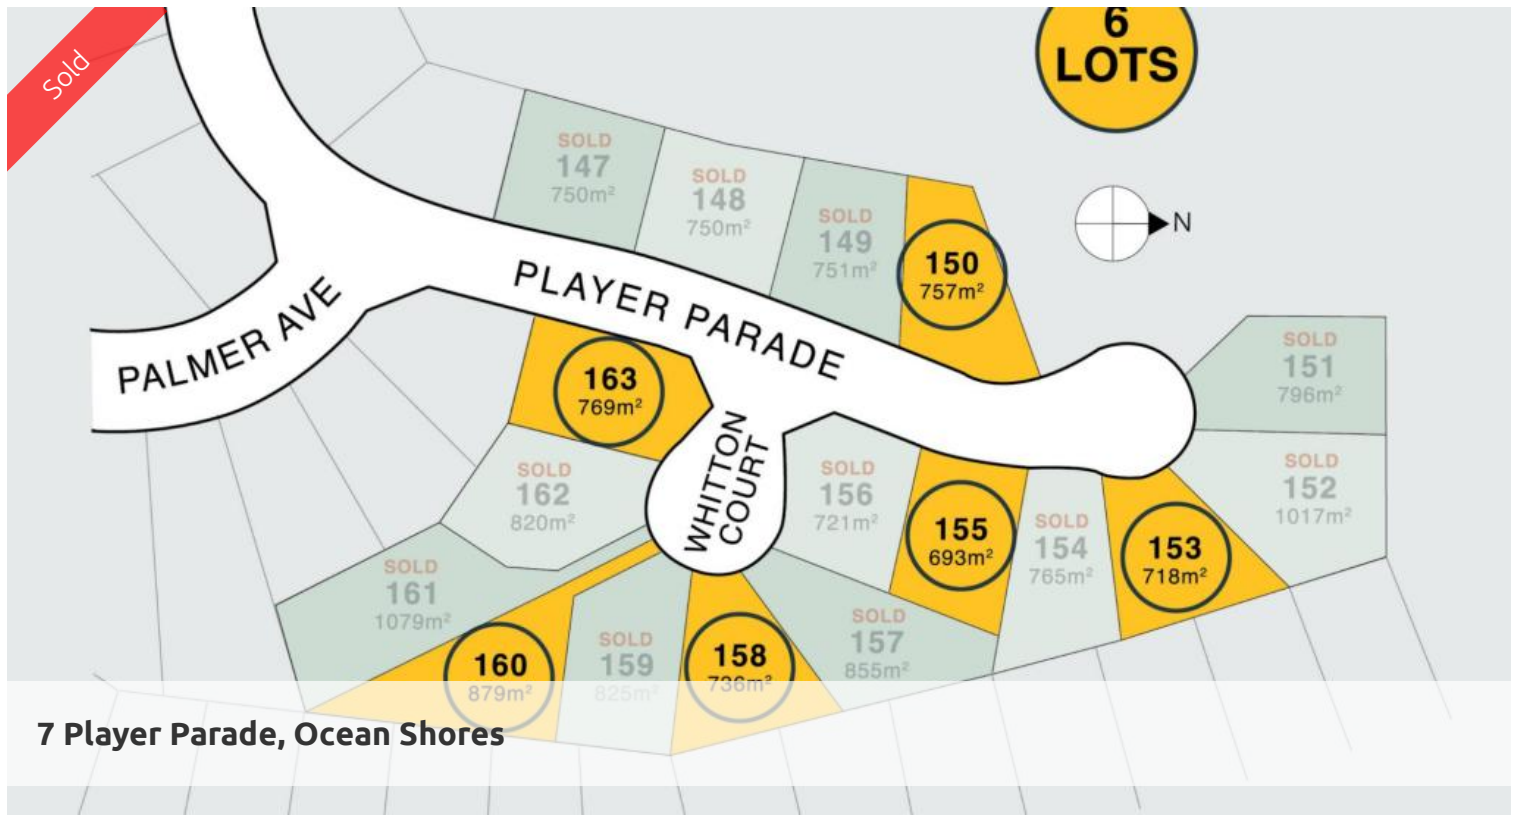 Sold
6
LOTS
N
SOLD
147
750m²
SOLD
148
750m²
SOLD
149
751m²
150
757m²
SOLD
151
796m²
SOLD
152
1017m²
PLAYER PARADE
PALMER AVE
WHITTON
COURT
163
769m²
SOLD
162
820m²
SOLD
161
1079m²
160
879m²
SOLD
159
825m²
158
736m²
SOLD
157
855m²
SOLD
156
721m²
155
693m²
SOLD
154
765m²
153
718m²
7 Player Parade, Ocean Shores